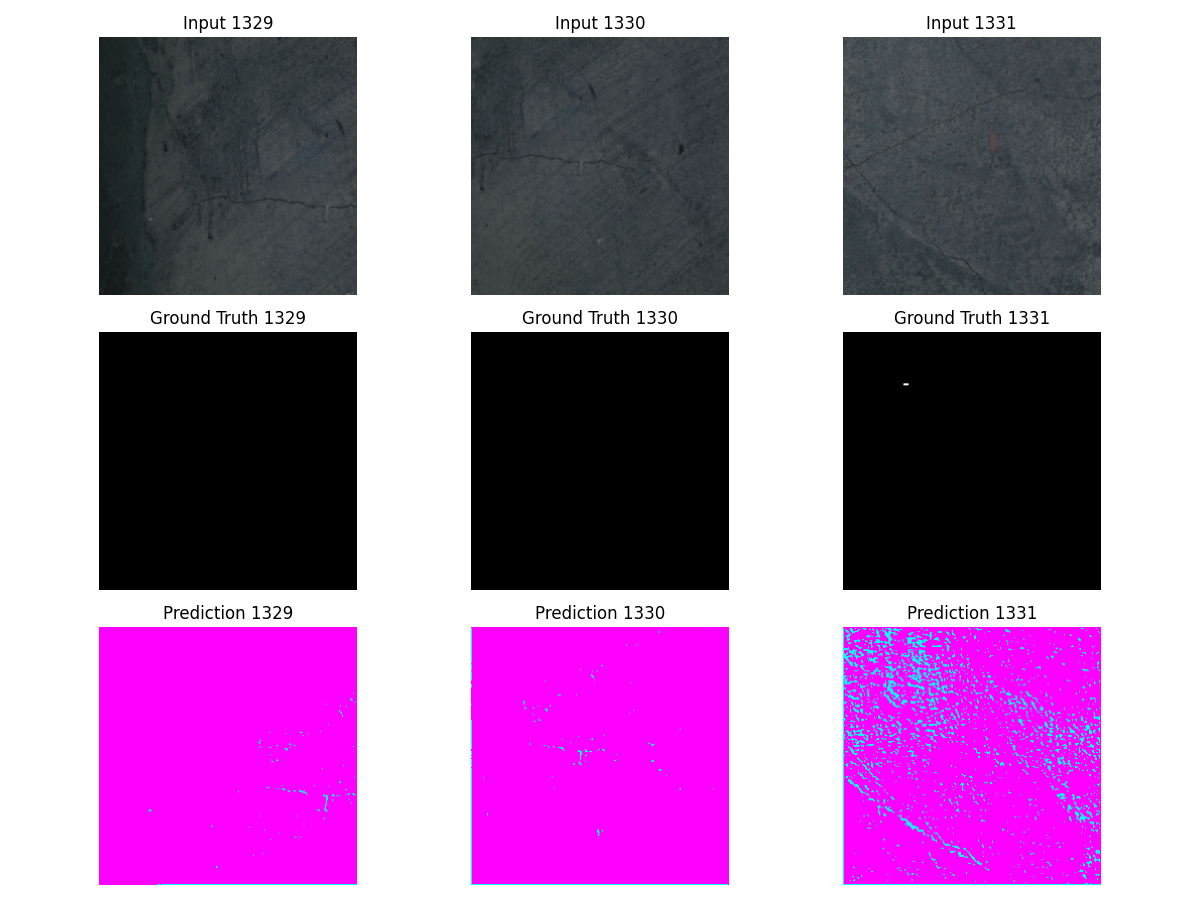 Input 1329
Input 1330
Input 1331
Ground Truth 1329
Ground Truth 1330
Ground Truth 1331
Prediction 1329
Prediction 1330
Prediction 1331